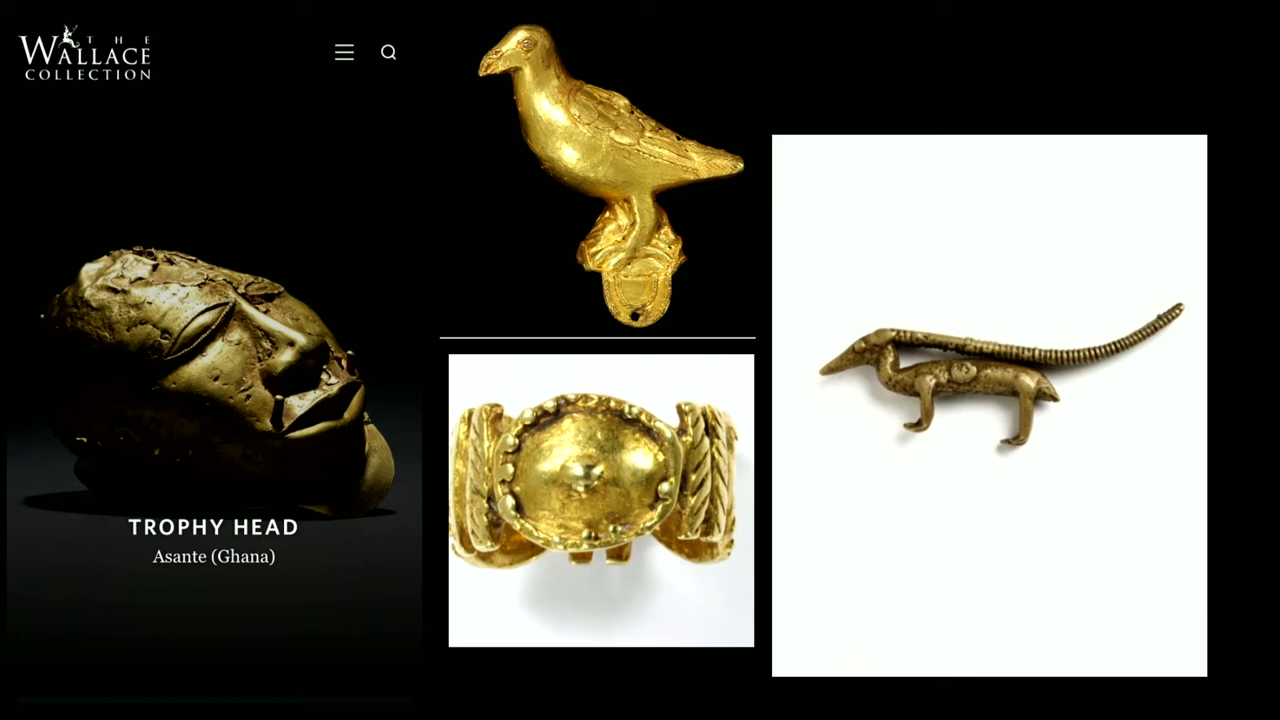 THE
WALLACE
COLLECTION
TROPHY HEAD
Asante (Ghana)